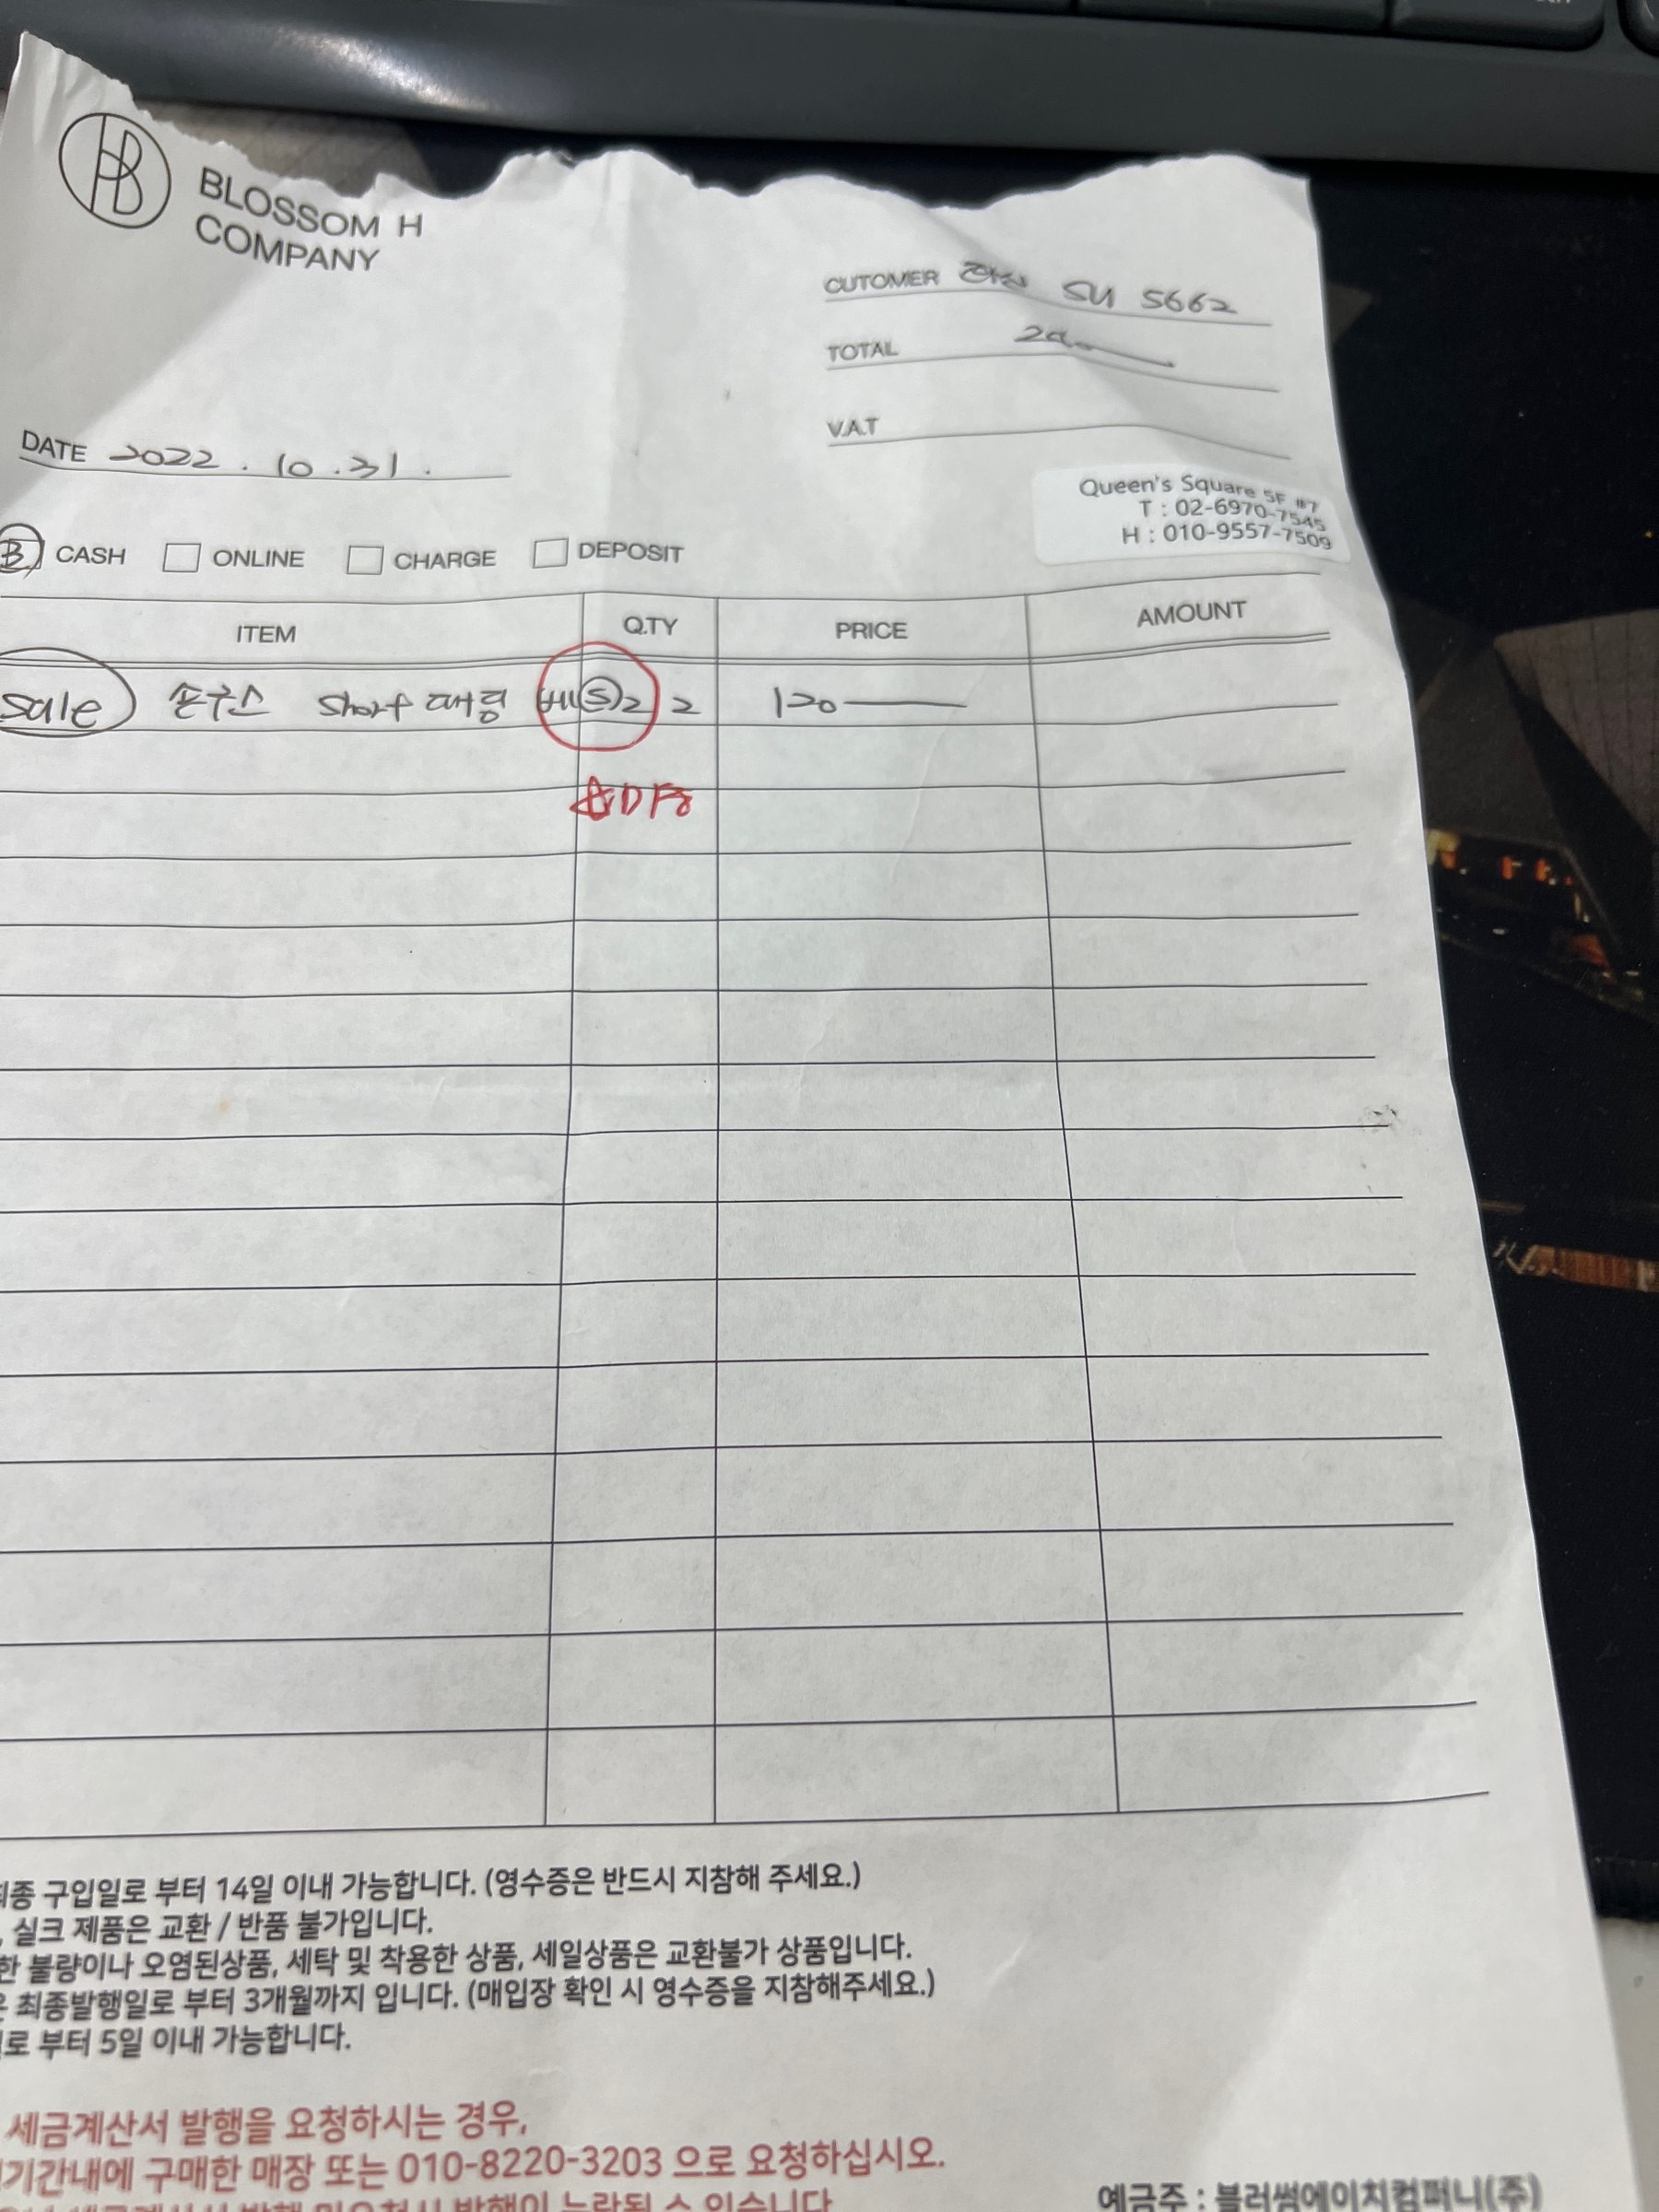 HB BLOSSOM H
COMPANY
CUTOMER SU 5662
TOTAL
V.A.T
DATE 2022.10.31.
Queen's Square 5F #7
T : 02-6970-7545
H : 010-9557-7509
B CASH ONLINE CHARGE DEPOSIT
ITEM Q.TY PRICE AMOUNT
Sale 손구스 short 패딩 베 S 2 2 120
최종 구입일로 부터 14일 이내 가능합니다. (영수증은 반드시 지참해 주세요.)
, 실크 제품은 교환 / 반품 불가입니다.
한 불량이나 오염된상품, 세탁 및 착용한 상품, 세일상품은 교환불가 상품입니다.
은 최종발행일로 부터 3개월까지 입니다. (매입장 확인 시 영수증을 지참해주세요.)
로 부터 5일 이내 가능합니다.
세금계산서 발행을 요청하시는 경우,
기간내에 구매한 매장 또는 010-8220-3203 으로 요청하십시오.
예금주 : 블러썸에이치컴퍼니(주)